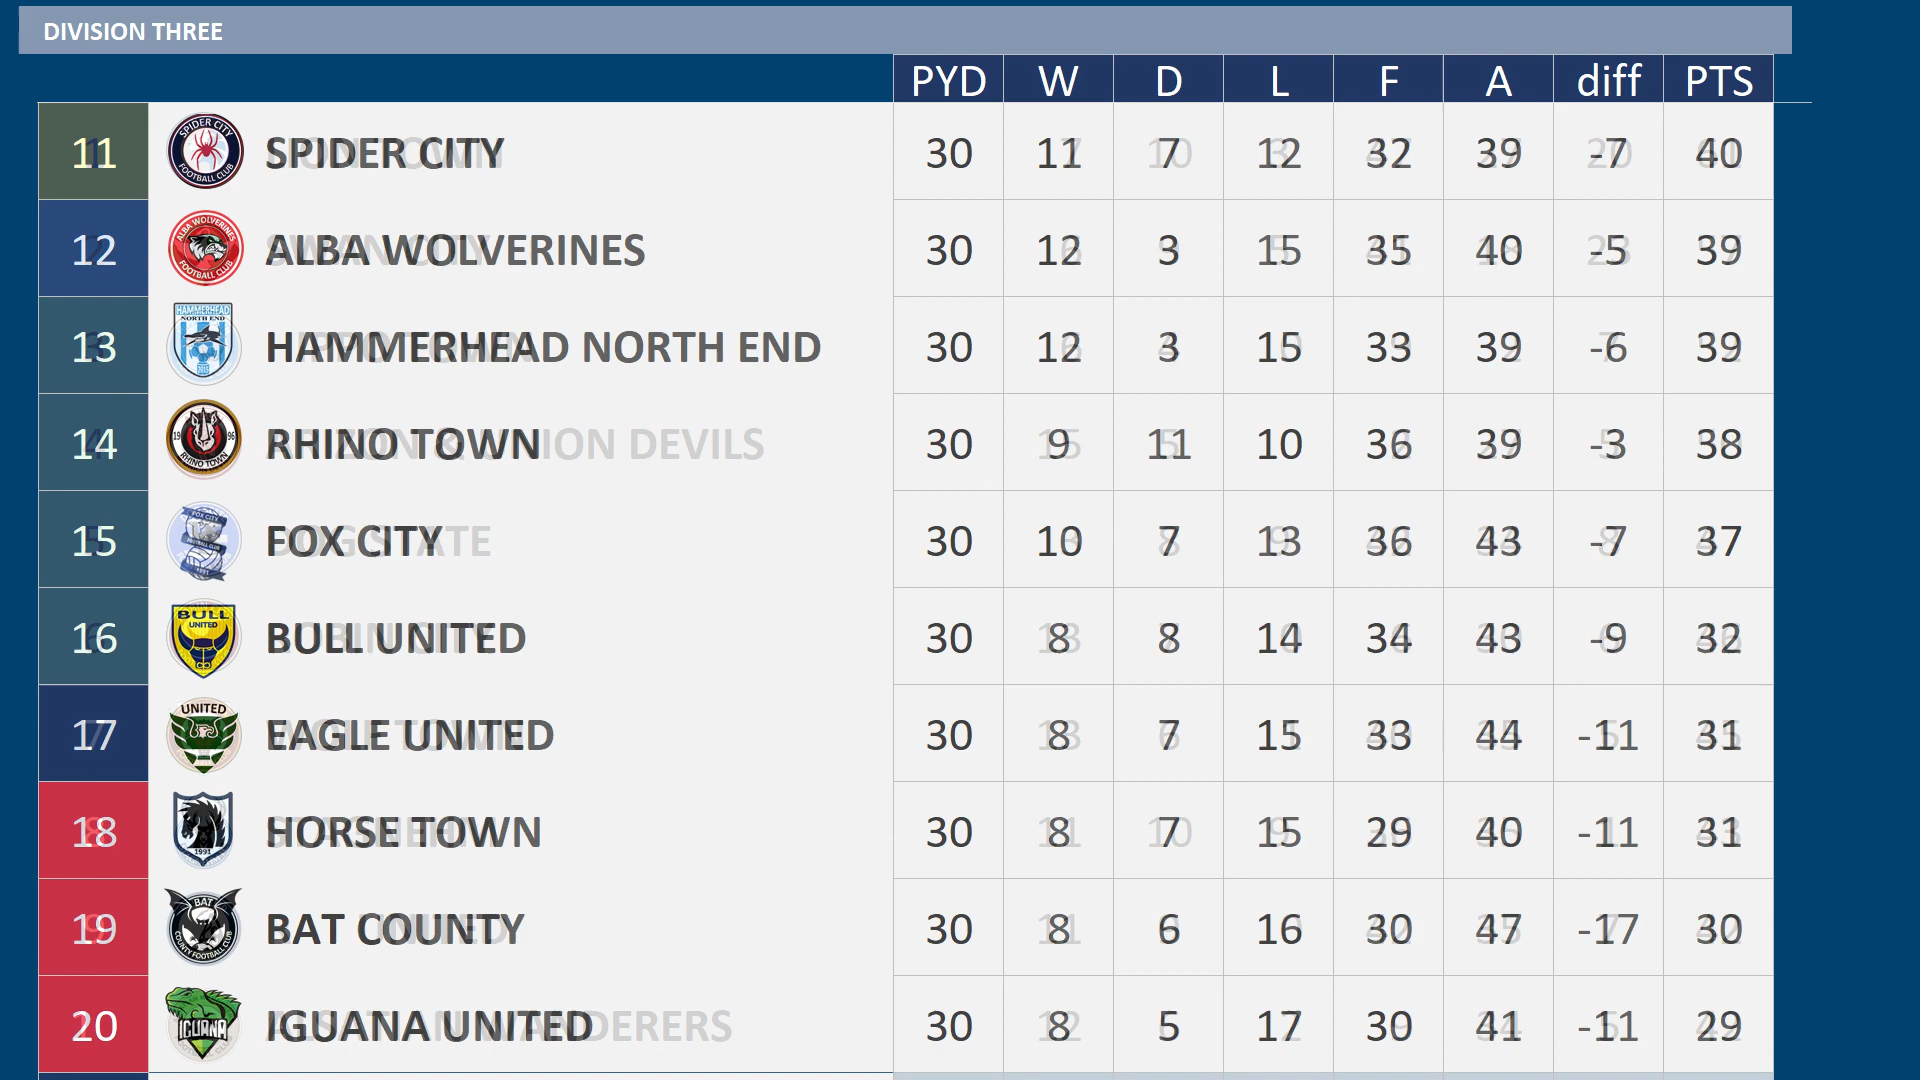 DIVISION THREE
PYD W D L F A diff PTS
11 SPIDER CITY 30 11 7 12 32 39 -7 40
12 ALBA WOLVERINES 30 12 3 15 35 40 -5 39
13 HAMMERHEAD NORTH END 30 12 3 15 33 39 -6 39
14 RHINO TOWN 30 9 11 10 36 39 -3 38
15 FOX CITY 30 10 7 13 36 43 -7 37
16 BULL UNITED 30 8 8 14 34 43 -9 32
17 EAGLE UNITED 30 8 7 15 33 44 -11 31
18 HORSE TOWN 30 8 7 15 29 40 -11 31
19 BAT COUNTY 30 8 6 16 30 47 -17 30
20 IGUANA UNITED 30 8 5 17 30 41 -11 29